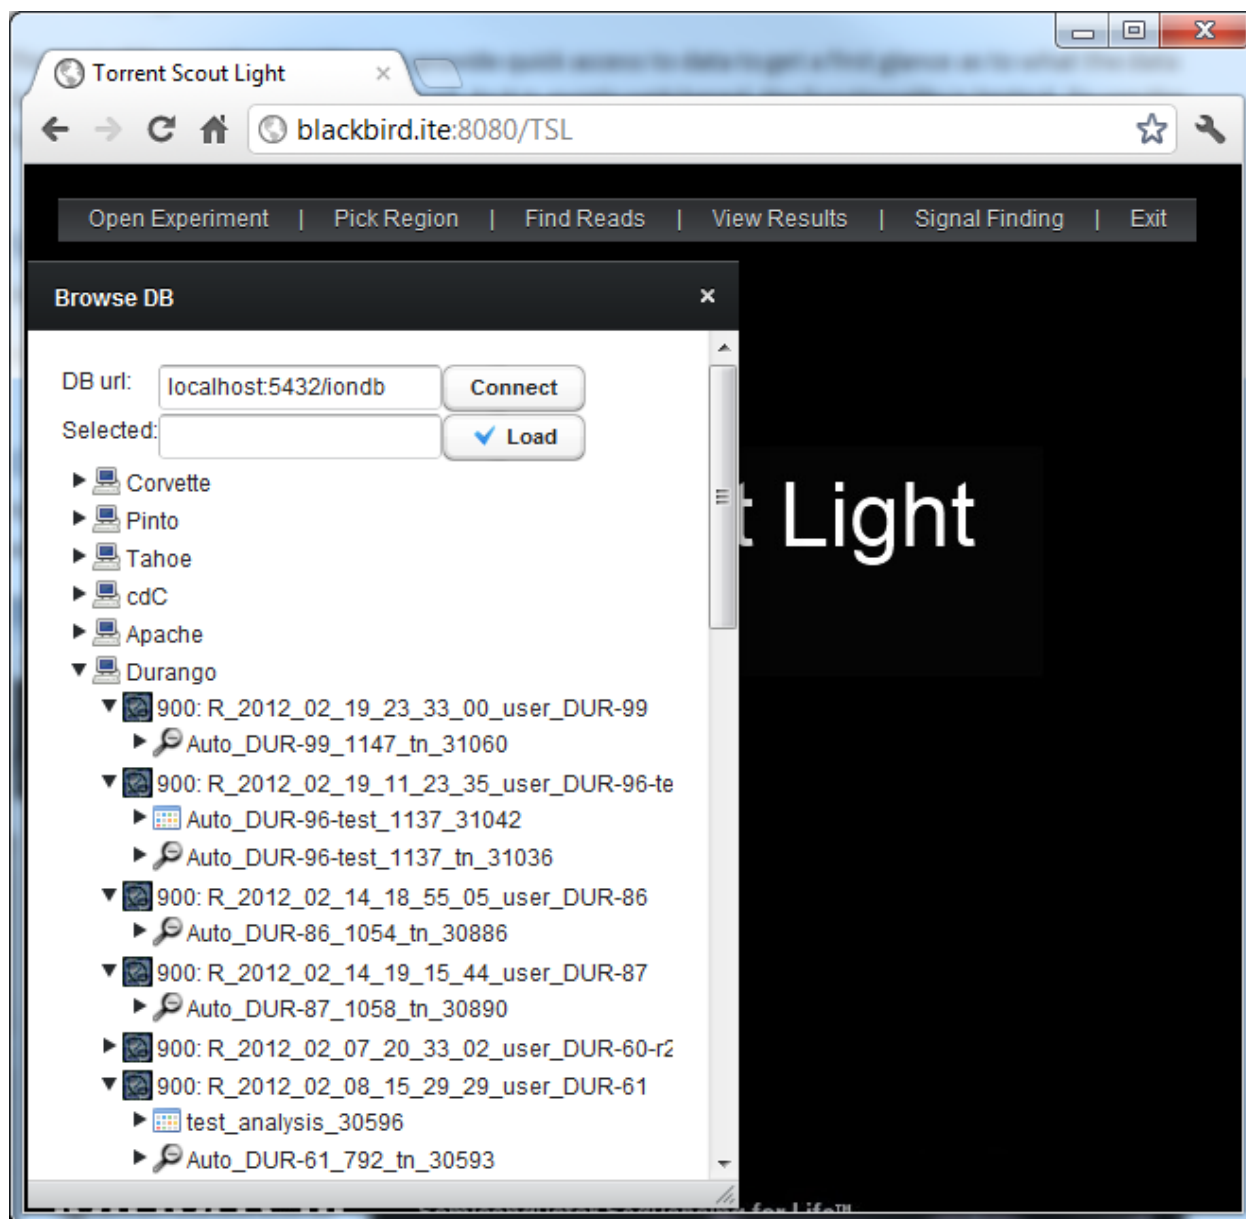 Torrent Scout Light
blackbird.ite:8080/TSL
Open Experiment | Pick Region | Find Reads | View Results | Signal Finding | Exit
Browse DB
DB url: localhost:5432/iondb Connect
Selected: Load
Corvette
t Light
Pinto
Tahoe
cdC
Apache
Durango
900: R_2012_02_19_23_33_00_user_DUR-99
Auto_DUR-99_1147_tn_31060
900: R_2012_02_19_11_23_35_user_DUR-96-te
Auto_DUR-96-test_1137_31042
Auto_DUR-96-test_1137_tn_31036
900: R_2012_02_14_18_55_05_user_DUR-86
Auto_DUR-86_1054_tn_30886
900: R_2012_02_14_19_15_44_user_DUR-87
Auto_DUR-87_1058_tn_30890
900: R_2012_02_07_20_33_02_user_DUR-60-r2
900: R_2012_02_08_15_29_29_user_DUR-61
test_analysis_30596
Auto_DUR-61_792_tn_30593